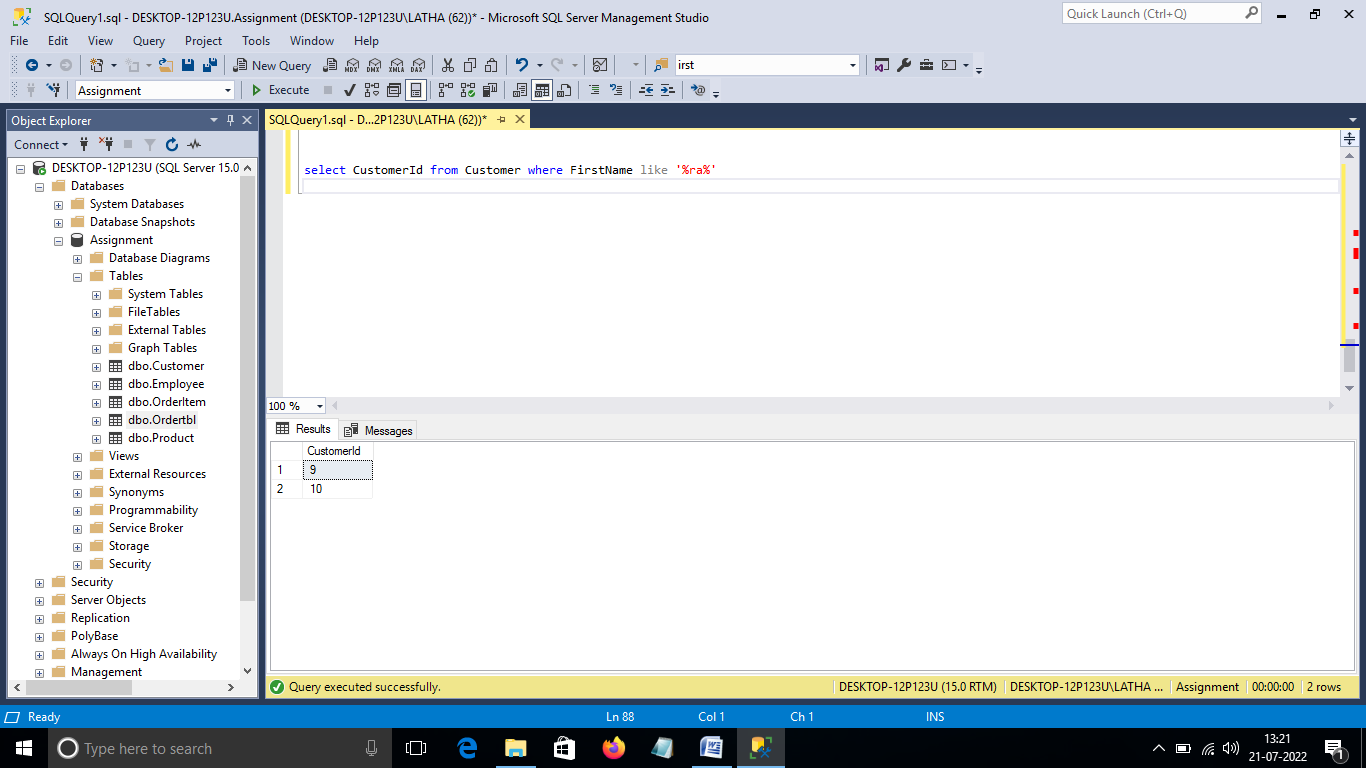 SQLQuery1.sql - DESKTOP-12P123U.Assignment (DESKTOP-12P123U\LATHA (62))* - Microsoft SQL Server Management Studio
Quick Launch (Ctrl+Q)
File Edit View Query Project Tools Window Help
New Query MDX DMX XMLA DAX irst
Assignment Execute
Object Explorer
SQLQuery1.sql - D...2P123U\LATHA (62))*
Connect
DESKTOP-12P123U (SQL Server 15.0
Databases
System Databases
Database Snapshots
Assignment
Database Diagrams
Tables
System Tables
FileTables
External Tables
Graph Tables
dbo.Customer
dbo.Employee
dbo.OrderItem
dbo.Ordertbl
dbo.Product
Views
External Resources
Synonyms
Programmability
Service Broker
Storage
Security
Security
Server Objects
Replication
PolyBase
Always On High Availability
Management
select CustomerId from Customer where FirstName like '%ra%'
100 %
Results Messages
CustomerId
1 9
2 10
Query executed successfully. DESKTOP-12P123U (15.0 RTM) DESKTOP-12P123U\LATHA ... Assignment 00:00:00 2 rows
Ready Ln 88 Col 1 Ch 1 INS
Type here to search
13:21
21-07-2022
1